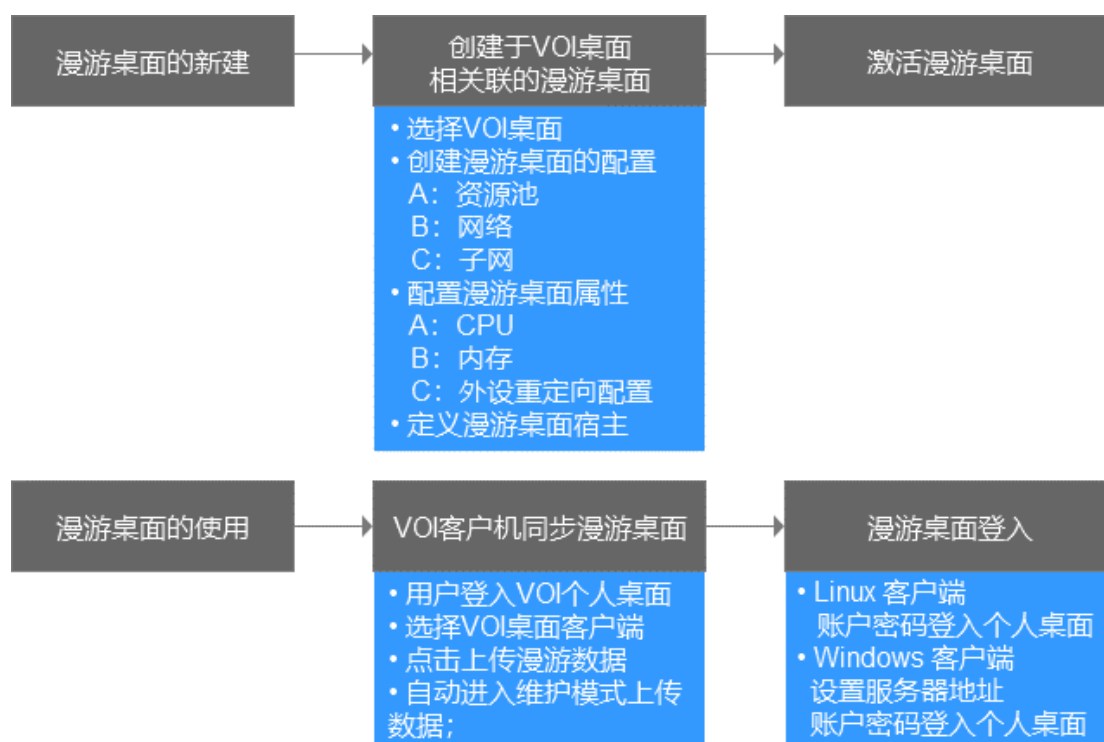 漫游桌面的新建
创建于VOI桌面
相关联的漫游桌面
激活漫游桌面
• 选择VOI桌面
• 创建漫游桌面的配置
A：资源池
B：网络
C：子网
• 配置漫游桌面属性
A：CPU
B：内存
C：外设重定向配置
• 定义漫游桌面宿主
漫游桌面的使用
VOI客户机同步漫游桌面
漫游桌面登入
• 用户登入VOI个人桌面
• 选择VOI桌面客户端
• 点击上传漫游数据
• 自动进入维护模式上传
数据；
• Linux 客户端
账户密码登入个人桌面
• Windows 客户端
设置服务器地址
账户密码登入个人桌面